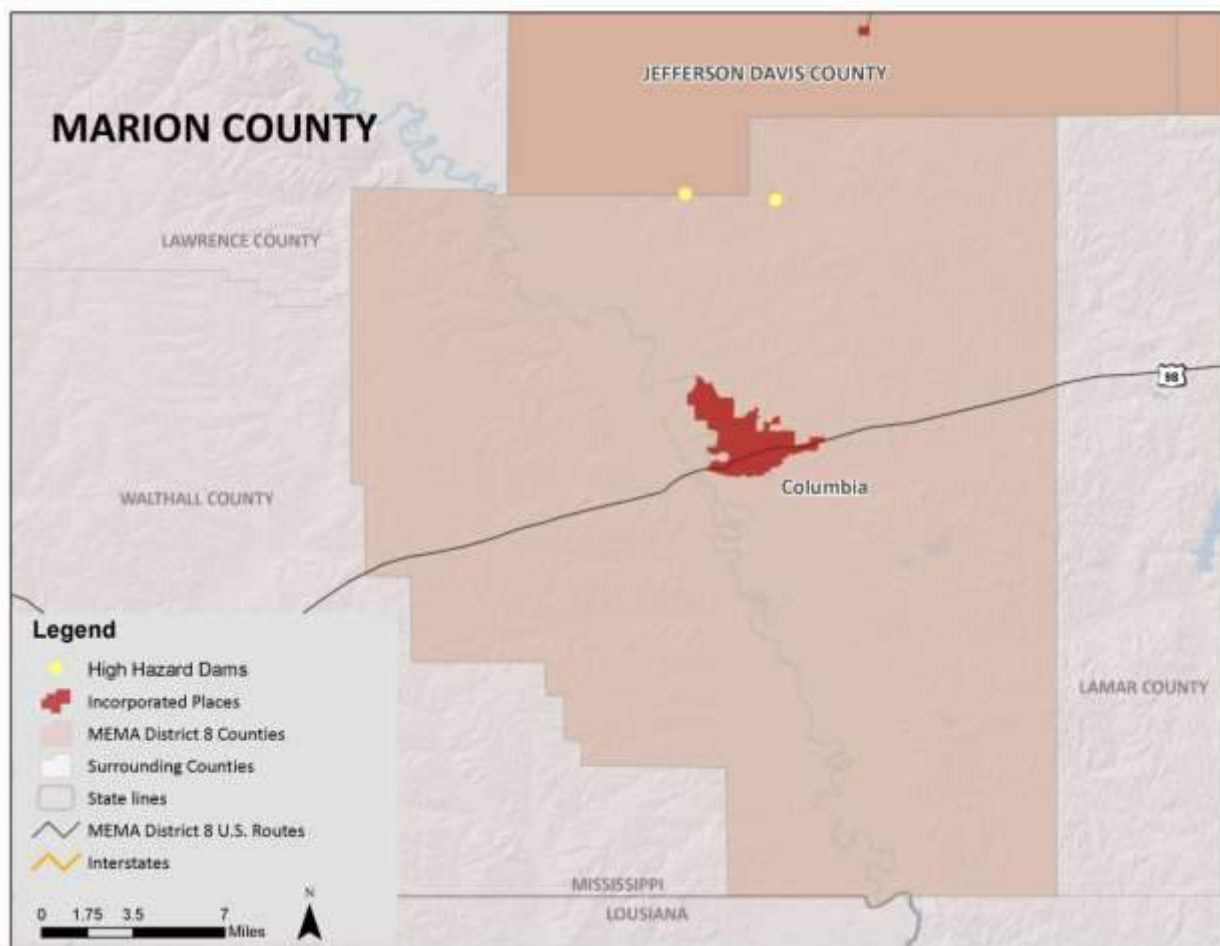 JEFFERSON DAVIS COUNTY
MARION COUNTY
LAWRENCE COUNTY
98
Columbia
WALTHALL COUNTY
Legend
High Hazard Dams
Incorporated Places
MEMA District 8 Counties
Surrounding Counties
State lines
MEMA District 8 U.S. Routes
Interstates
LAMAR COUNTY
MISSISSIPPI
LOUSIANA
N
0 1.75 3.5 7
Miles